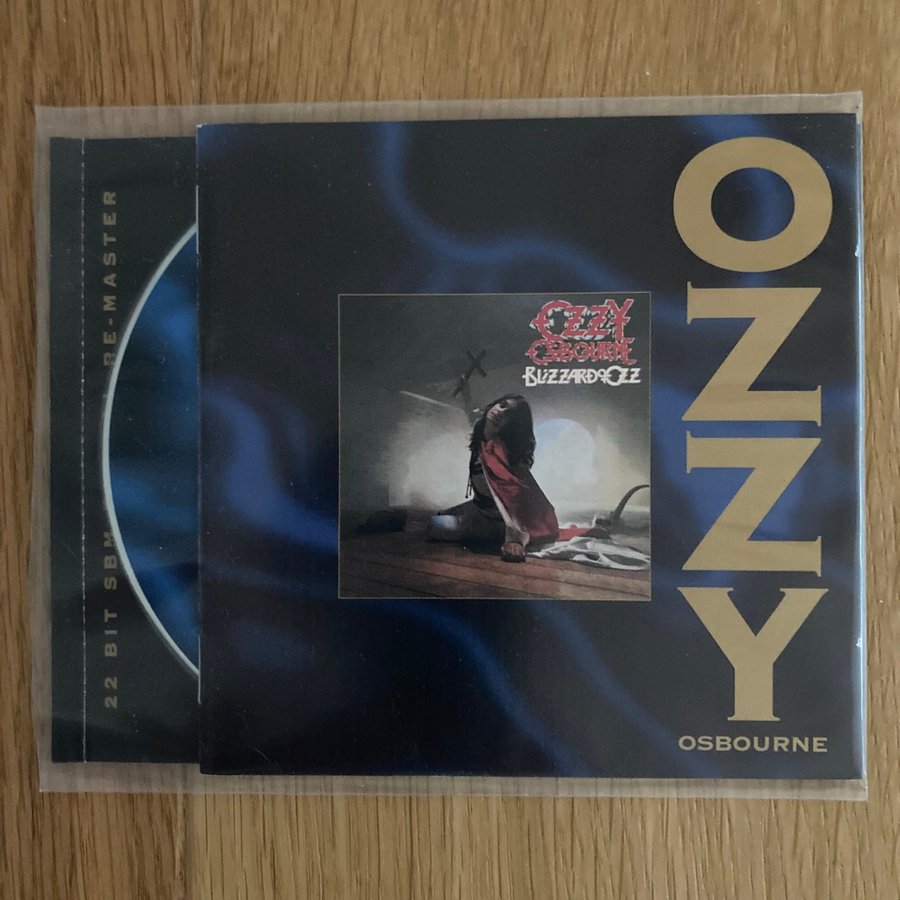 OZZY
OSBOURNE
OZZY
OSBOURNE
BLIZZARD OF OZZ
22 BIT SBM
RE-MASTER